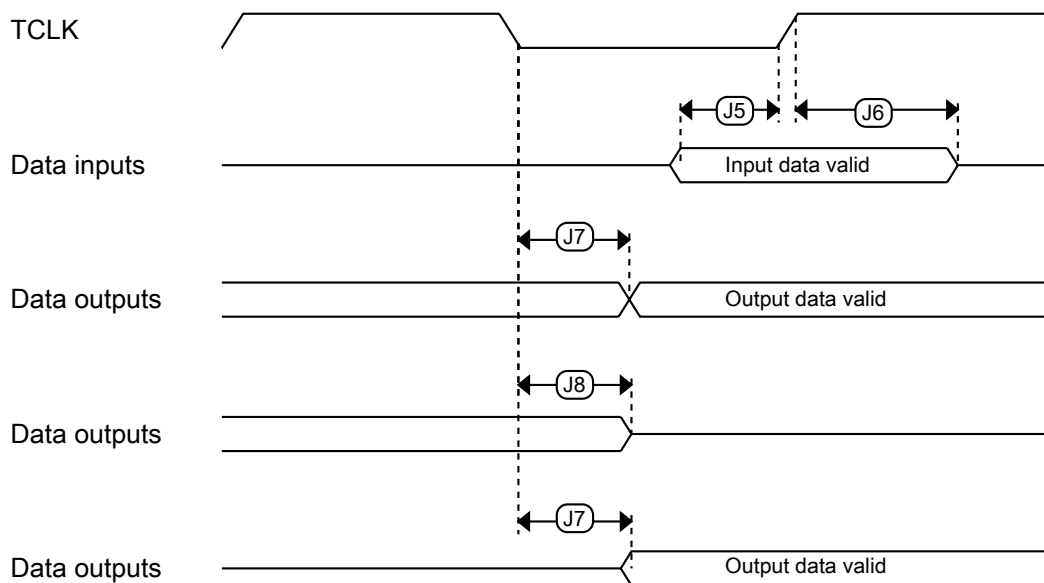 TCLK
J5
J6
Data inputs
Input data valid
J7
Data outputs
Output data valid
J8
Data outputs
J7
Data outputs
Output data valid